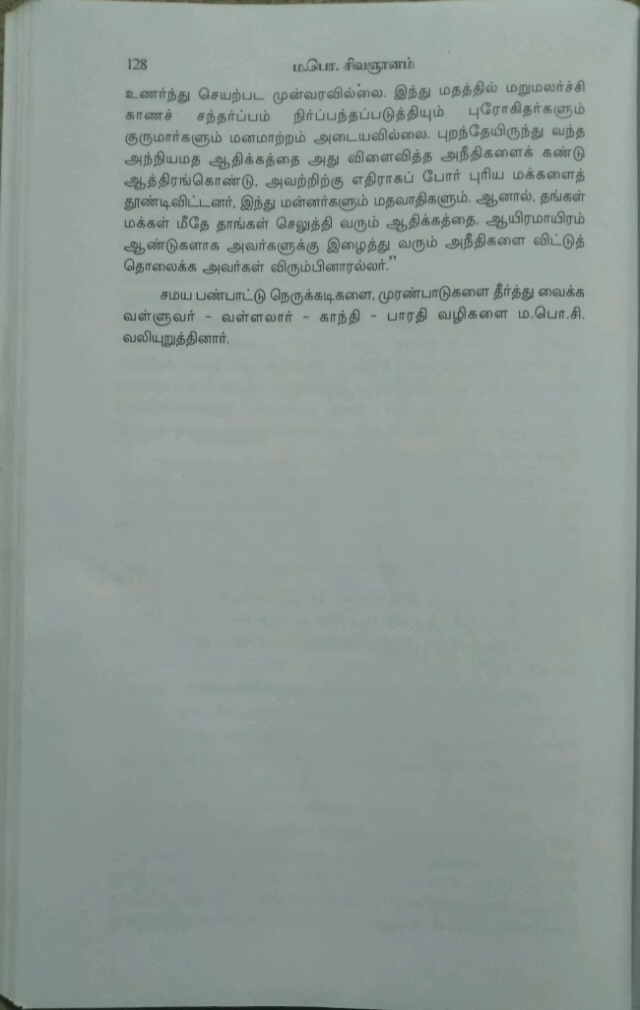 128 ம.பொ. சிவஞானம்
உணர்ந்து செயற்பட முன்வரவில்லை. இந்து மதத்தில் மறுமலர்ச்சி
காணச் சந்தர்ப்பம் நிர்ப்பந்தப்படுத்தியும் புரோகிதர்களும்
குருமார்களும் மனமாற்றம் அடையவில்லை. புறந்தேயிருந்து வந்த
அந்நியமத ஆதிக்கத்தை அது விளைவித்த அநீதிகளைக் கண்டு
ஆத்திரங்கொண்டு, அவற்றிற்கு எதிராகப் போர் புரிய மக்களைத்
தூண்டிவிட்டனர், இந்து மன்னர்களும் மதவாதிகளும். ஆனால், தங்கள்
மக்கள் மீதே தாங்கள் செலுத்தி வரும் ஆதிக்கத்தை, ஆயிரமாயிரம்
ஆண்டுகளாக அவர்களுக்கு இழைத்து வரும் அநீதிகளை விட்டுத்
தொலைக்க அவர்கள் விரும்பினாரல்லர்."
சமய பண்பாட்டு நெருக்கடிகளை, முரண்பாடுகளை தீர்த்து வைக்க
வள்ளுவர் - வள்ளலார் - காந்தி - பாரதி வழிகளை ம.பொ.சி.
வலியுறுத்தினார்.